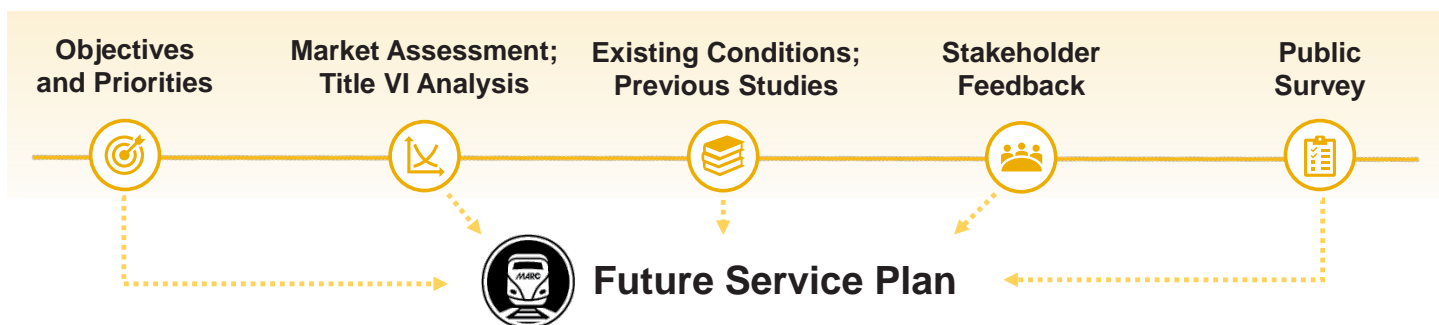 Objectives
and Priorities
Market Assessment;
Title VI Analysis
Existing Conditions;
Previous Studies
Stakeholder
Feedback
Public
Survey
MARC
Future Service Plan